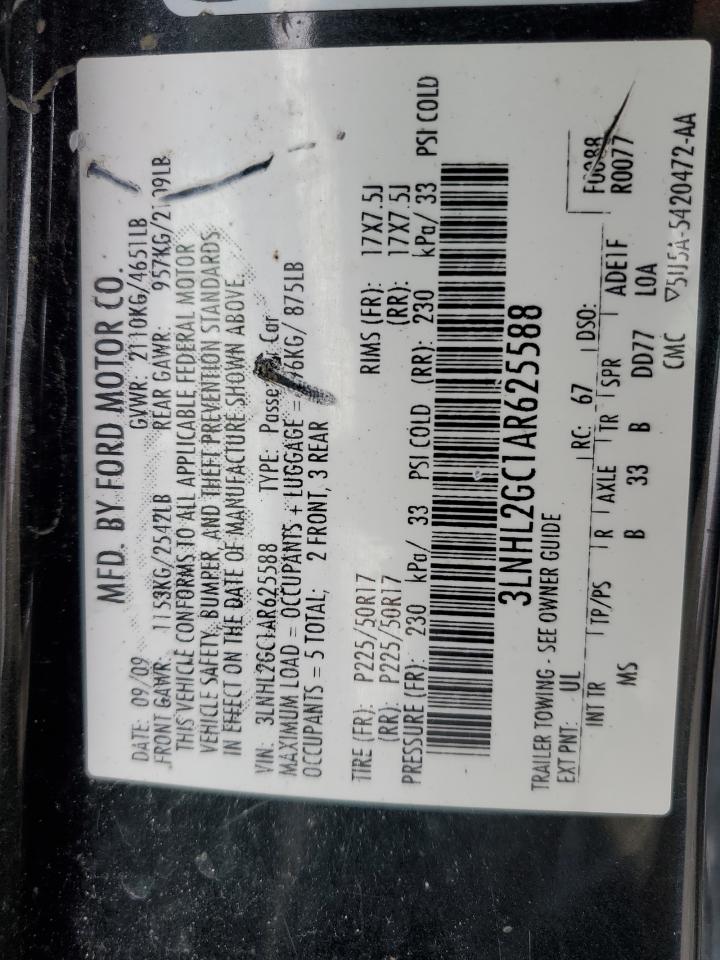 MFD. BY FORD MOTOR CO.
DATE: 09/09 GVWR: 2110KG/4651LB
FRONT GAWR: 1153KG/2542LB REAR GAWR: 957KG/2109LB
THIS VEHICLE CONFORMS TO ALL APPLICABLE FEDERAL MOTOR
VEHICLE SAFETY, BUMPER, AND THEFT PREVENTION STANDARDS
IN EFFECT ON THE DATE OF MANUFACTURE SHOWN ABOVE.
VIN: 3LNHL2GC1AR625588 TYPE: Car
MAXIMUM LOAD = OCCUPANTS + LUGGAGE = 875LB
OCCUPANTS = 5 TOTAL; 2 FRONT, 3 REAR
TIRE (FR): P225/50R17 RIMS (FR): 17X7.5J
(RR): P225/50R17 (RR): 17X7.5J
PRESSURE (FR): 230 kPa/ 33 PSI COLD (RR): 230 kPa/ 33 PSI COLD
3LNHL2GC1AR625588
TRAILER TOWING - SEE OWNER GUIDE
EXT PNT: UL RC: 67 DSO:
R0077
INT TR TP/PS R AXLE TR SPR ADE1F
MS B 33 B DD77 L0A
CMC ▽5U5A-5420472-AA